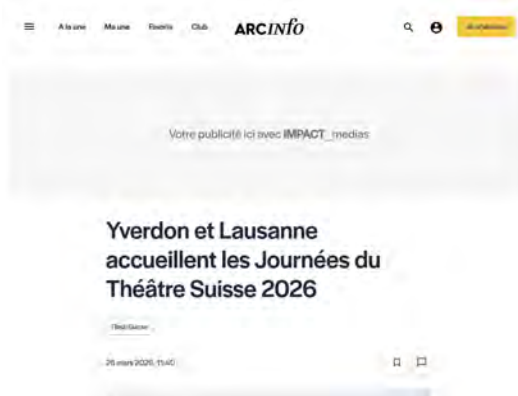 A la une Ma une Favoris Club ARCINFO
Votre publicité ici avec IMPACT_medias
Yverdon et Lausanne
accueillent les Journées du
Théâtre Suisse 2026
26 mars 2026, 11:40